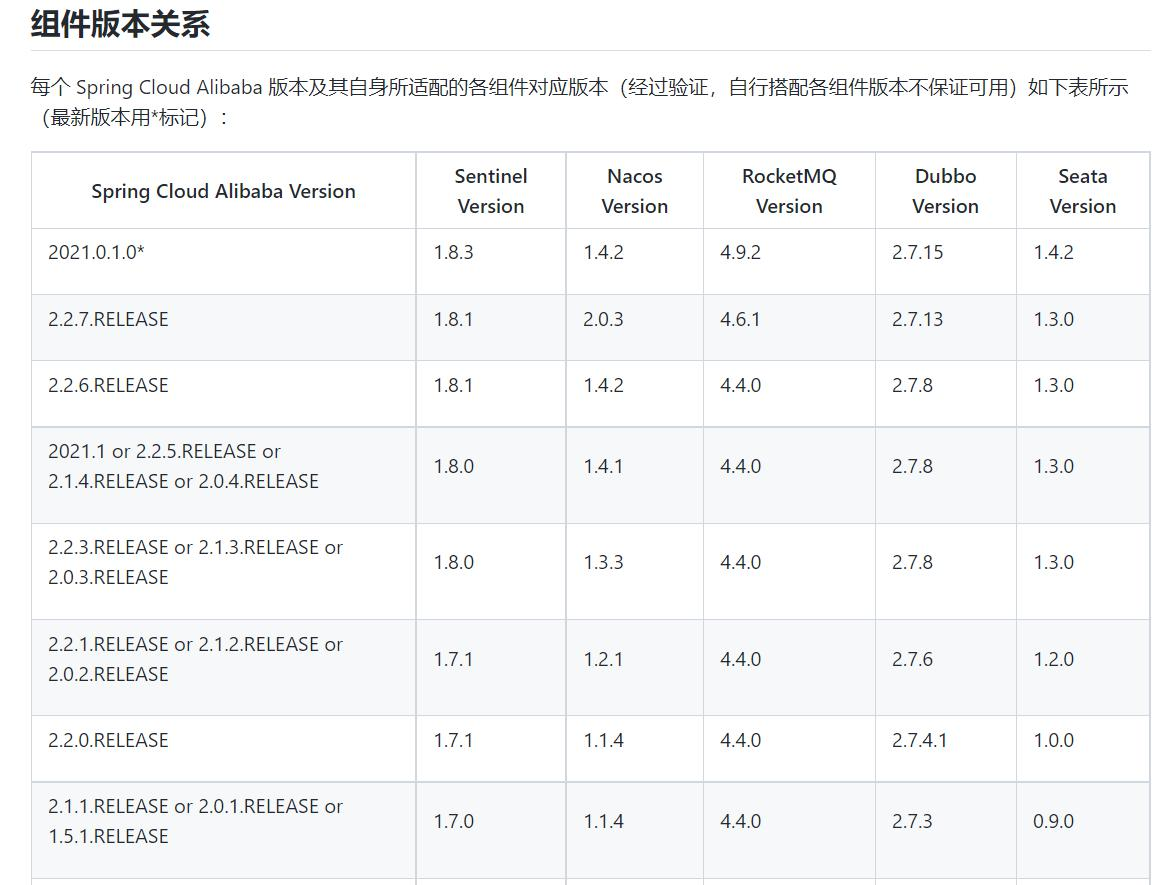 组件版本关系
每个 Spring Cloud Alibaba 版本及其自身所适配的各组件对应版本（经过验证，自行搭配各组件版本不保证可用）如下表所示
（最新版本用*标记）：
Spring Cloud Alibaba Version Sentinel Version Nacos Version RocketMQ Version Dubbo Version Seata Version
2021.0.1.0* 1.8.3 1.4.2 4.9.2 2.7.15 1.4.2
2.2.7.RELEASE 1.8.1 2.0.3 4.6.1 2.7.13 1.3.0
2.2.6.RELEASE 1.8.1 1.4.2 4.4.0 2.7.8 1.3.0
2021.1 or 2.2.5.RELEASE or
2.1.4.RELEASE or 2.0.4.RELEASE 1.8.0 1.4.1 4.4.0 2.7.8 1.3.0
2.2.3.RELEASE or 2.1.3.RELEASE or
2.0.3.RELEASE 1.8.0 1.3.3 4.4.0 2.7.8 1.3.0
2.2.1.RELEASE or 2.1.2.RELEASE or
2.0.2.RELEASE 1.7.1 1.2.1 4.4.0 2.7.6 1.2.0
2.2.0.RELEASE 1.7.1 1.1.4 4.4.0 2.7.4.1 1.0.0
2.1.1.RELEASE or 2.0.1.RELEASE or
1.5.1.RELEASE 1.7.0 1.1.4 4.4.0 2.7.3 0.9.0